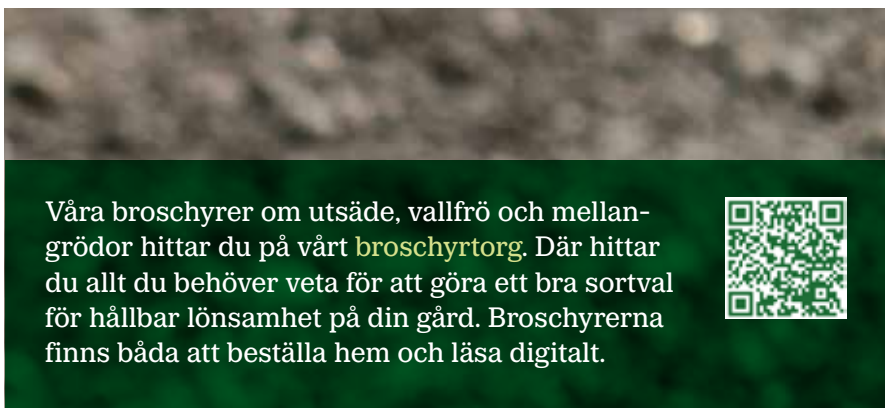 Våra broschyrer om utsäde, vallfrö och mellan-
grödor hittar du på vårt broschyrtorg. Där hittar
du allt du behöver veta för att göra ett bra sortval
för hållbar lönsamhet på din gård. Broschyrerna
finns båda att beställa hem och läsa digitalt.